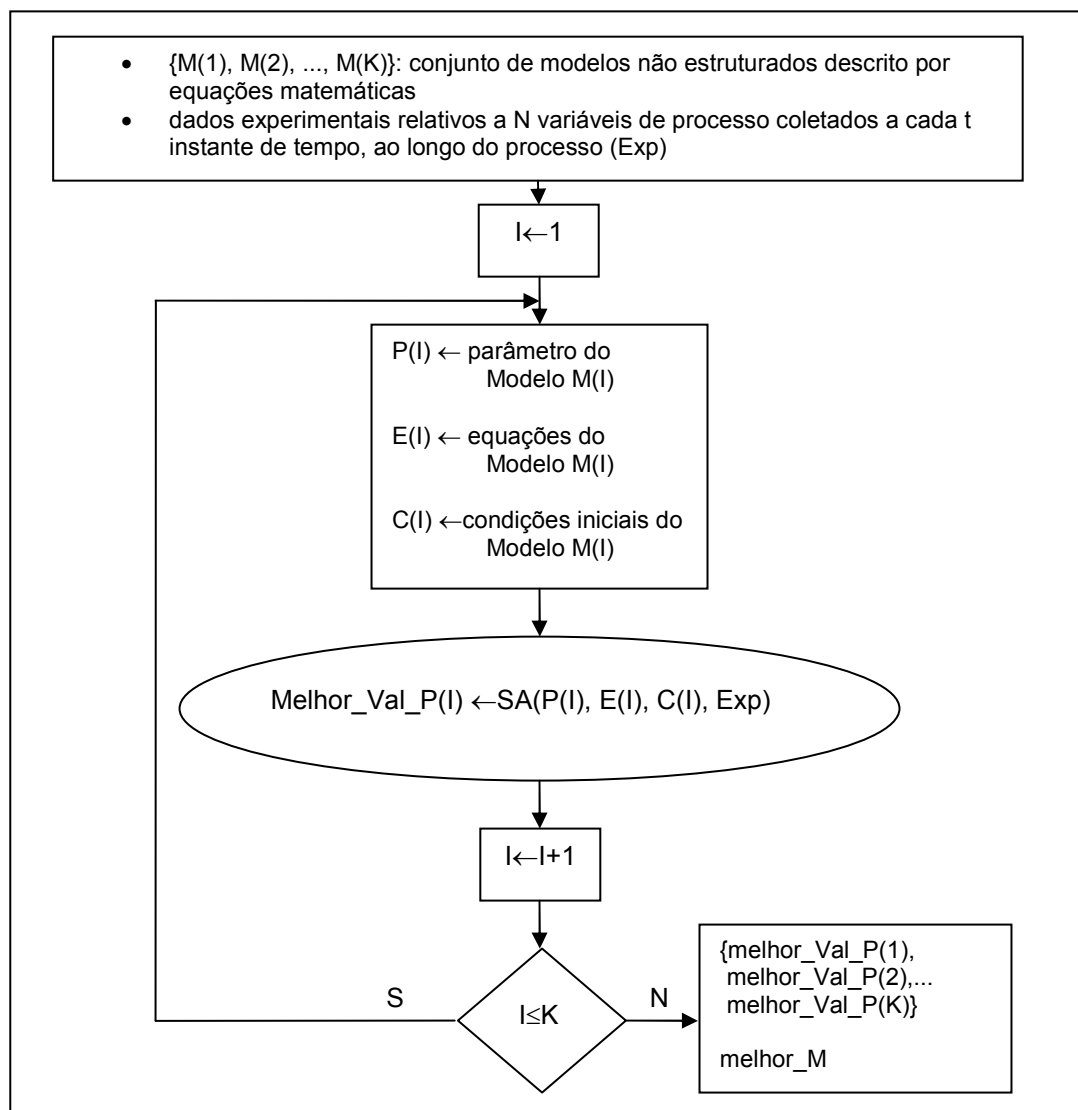 • {M(1), M(2), ..., M(K)}: conjunto de modelos não estruturados descrito por
equações matemáticas
• dados experimentais relativos a N variáveis de processo coletados a cada t
instante de tempo, ao longo do processo (Exp)
I←1
P(I) ← parâmetro do
Modelo M(I)
E(I) ← equações do
Modelo M(I)
C(I) ←condições iniciais do
Modelo M(I)
Melhor_Val_P(I) ←SA(P(I), E(I), C(I), Exp)
I←I+1
S
I≤K
N
{melhor_Val_P(1),
melhor_Val_P(2),...
melhor_Val_P(K)}
melhor_M